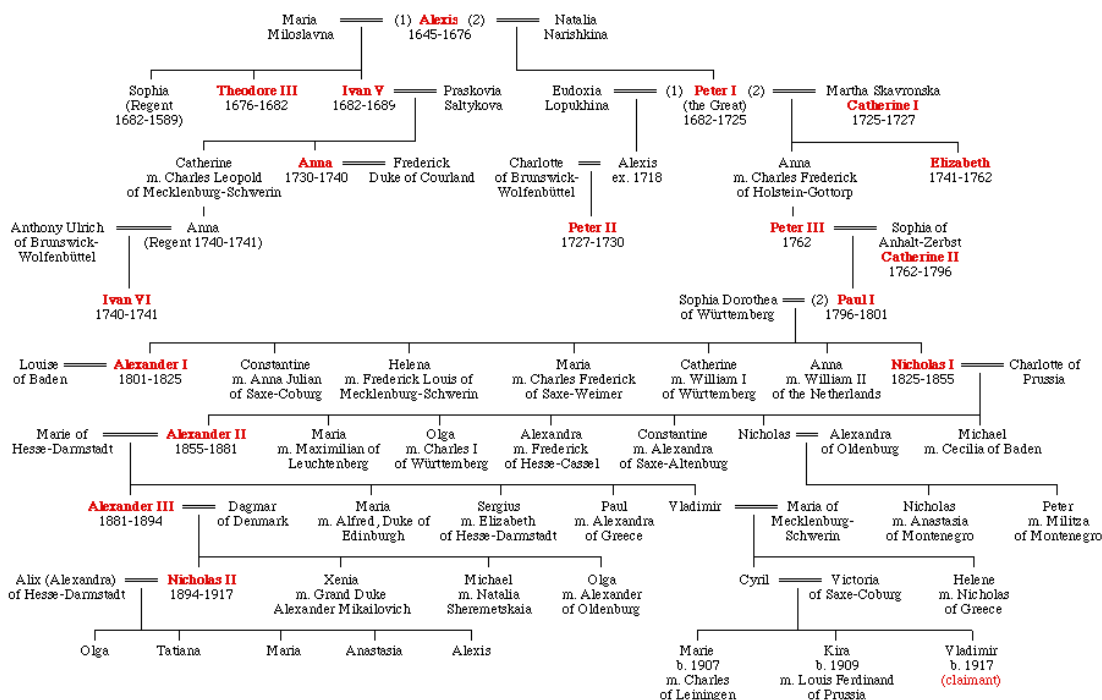 Maria
Miloslavna
(1) Alexis (2)
1645-1676
Natalia
Narishkina
Sophia
(Regent
1682-1589)
Theodore III
1676-1682
Ivan V
1682-1689
Praskovia
Saltykova
Eudoxia
Lopukhina
(1) Peter I (2)
(the Great)
1682-1725
Martha Skavronska
Catherine I
1725-1727
Catherine
m. Charles Leopold
of Mecklenburg-Schwerin
Anna
1730-1740
Frederick
Duke of Courland
Charlotte
of Brunswick-
Wolfenbüttel
Alexis
ex. 1718
Anna
m. Charles Frederick
of Holstein-Gottorp
Elizabeth
1741-1762
Anthony Ulrich
of Brunswick-
Wolfenbüttel
Anna
(Regent 1740-1741)
Peter II
1727-1730
Peter III
1762
Sophia of
Anhalt-Zerbst
Catherine II
1762-1796
Ivan VI
1740-1741
Sophia Dorothea
of Württemberg
(2) Paul I
1796-1801
Louise
of Baden
Alexander I
1801-1825
Constantine
m. Anna Julian
of Saxe-Coburg
Helena
m. Frederick Louis of
Mecklenburg-Schwerin
Maria
m. Charles Frederick
of Saxe-Weimer
Catherine
m. William I
of Württemberg
Anna
m. William II
of the Netherlands
Nicholas I
1825-1855
Charlotte of
Prussia
Marie of
Hesse-Darmstadt
Alexander II
1855-1881
Maria
m. Maximilian of
Leuchtenberg
Olga
m. Charles I
of Württemberg
Alexandra
m. Frederick
of Hesse-Cassel
Constantine
m. Alexandra
of Saxe-Altenburg
Nicholas
Alexandra
of Oldenburg
Michael
m. Cecilia of Baden
Alexander III
1881-1894
Dagmar
of Denmark
Maria
m. Alfred, Duke of
Edinburgh
Sergius
m. Elizabeth
of Hesse-Darmstadt
Paul
m. Alexandra
of Greece
Vladimir
Maria of
Mecklenburg-
Schwerin
Nicholas
m. Anastasia
of Montenegro
Peter
m. Militza
of Montenegro
Alix (Alexandra)
of Hesse-Darmstadt
Nicholas II
1894-1917
Xenia
m. Grand Duke
Alexander Mikailovich
Michael
m. Natalia
Sheremetskaia
Olga
m. Alexander
of Oldenburg
Cyril
Victoria
of Saxe-Coburg
Helene
m. Nicholas
of Greece
Olga
Tatiana
Maria
Anastasia
Alexis
Marie
b. 1907
m. Charles
of Leiningen
Kira
b. 1909
m. Louis Ferdinand
of Prussia
Vladimir
b. 1917
(claimant)